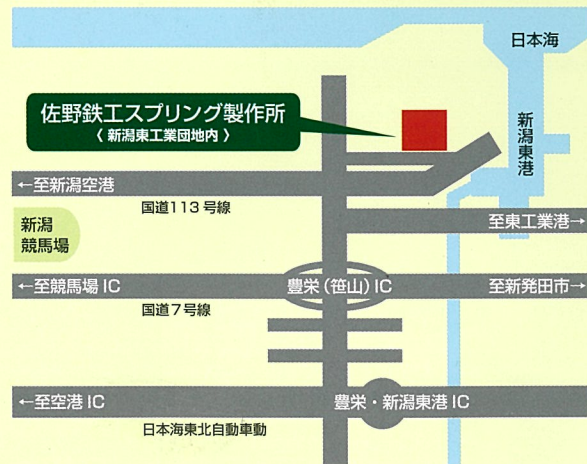 日本海
佐野鉄工スプリング製作所
〈 新潟東工業団地内 〉
新潟東港
←至新潟空港
国道113号線
新潟
競馬場
至東工業港→
←至競馬場 IC
豊栄(笹山)IC
至新発田市→
国道7号線
←至空港 IC
豊栄・新潟東港 IC
日本海東北自動車動